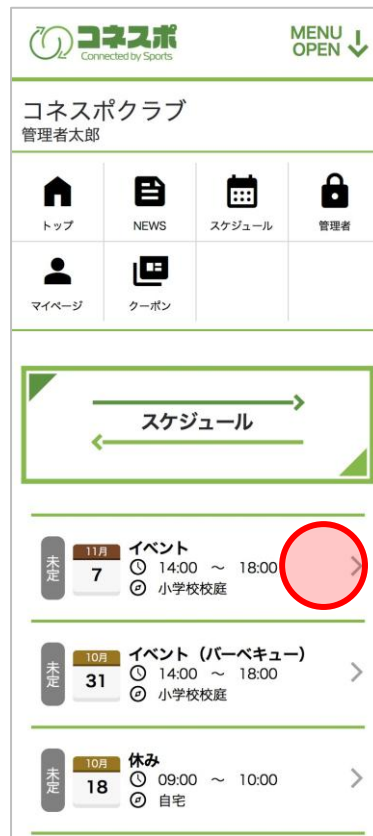 コネスポ
Connected by Sports
MENU
OPEN
コネスポクラブ
管理者太郎
トップ
NEWS
スケジュール
管理者
マイページ
クーポン
スケジュール
未定
11月
7
イベント
14:00 ～ 18:00
小学校校庭
未定
10月
31
イベント（バーベキュー）
14:00 ～ 18:00
小学校校庭
未定
10月
18
休み
09:00 ～ 10:00
自宅